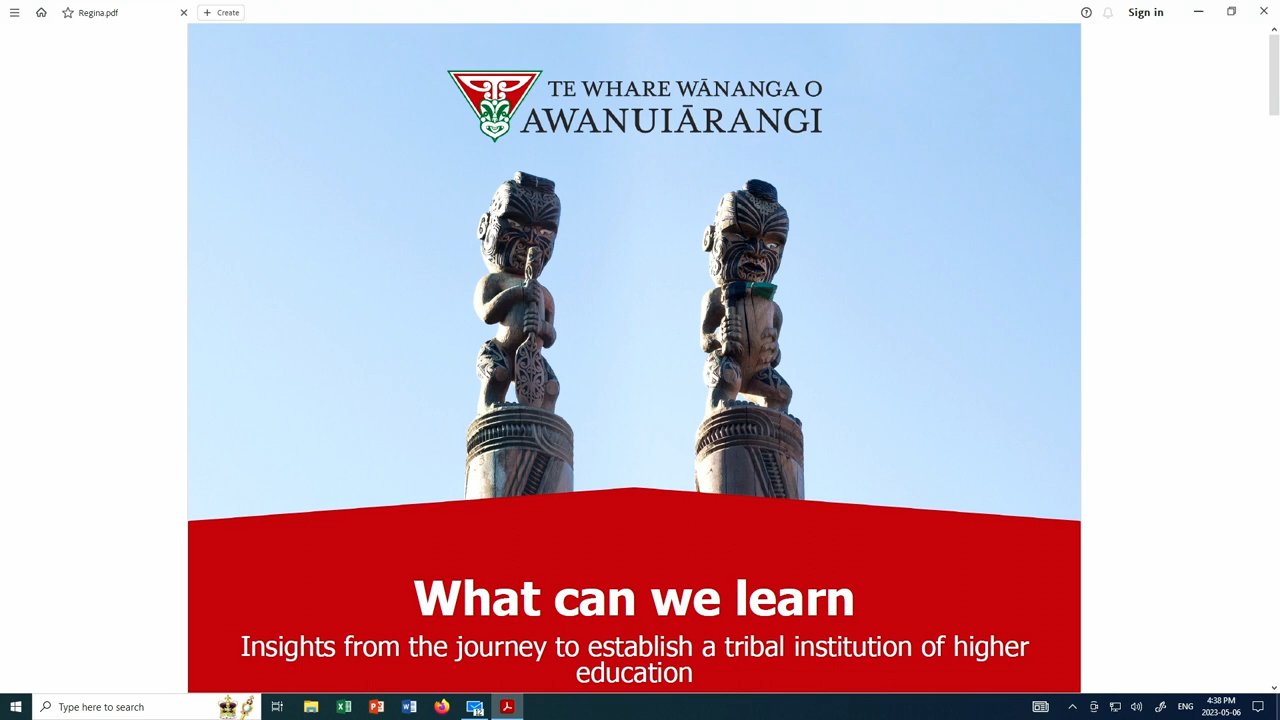 Regina.pdf
Create
Sign in
TE WHARE WĀNANGA O
AWANUIĀRANGI
What can we learn
Insights from the journey to establish a tribal institution of higher
education
Type here to search
ENG
4:38 PM
2023-05-06